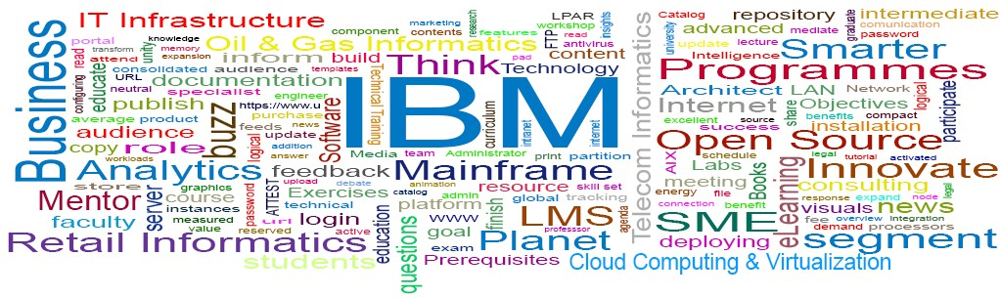 IT Infrastructure
marketing
contents
research
features
workshop
LPAR
read
antivirus
insights
FTP
Catalog
repository
intermediate
university
advanced
mediate
graduate
comunication
password
component
portal
knowledge
transform
unity
memory
expansion
Oil & Gas Informatics
pad
content
update
lecture
Smarter
Business
configuring
read
attend
educate
URI
consolidated
audience
templates
inform
build
Think
Technology
Intelligence
Programmes
neutral
documentation
specialist
engineer
Technical Training
IBM
Telecom Informatics
Architect
LAN
Network
logical
participate
publish
buzz
https://www.u
purchase
Software
curriculum
intranet
internet
Internet
share
Objectives
average
product
feeds
news
update
excellent
source
benefits
compact
audience
logical
success
installation
copy
role
addition
answer
Media
team
Administrator
print
partition
AIX
Open Source
workloads
Analytics
feedback
Mainframe
schedule
Labs
Books
legal
tutorial
activated
Innovate
store
graphics
password
ATTEST
upload
debate
animation
resource
skill set
meeting
eLearning
energy
file
consulting
Mentor
server
course
Exercises
catalog
admin
global
tracking
connection
benefit
response
expand
node
legal
instances
technical
platform
finish
LMS
agenda
professsor
SME
visuals
news
faculty
measured
value
url
login
education
www
fee
overview
Integration
demand
processors
Retail Informatics
reserved
active
questions
goal
exam
Planet
deploying
segment
students
Prerequisites
Cloud Computing & Virtualization